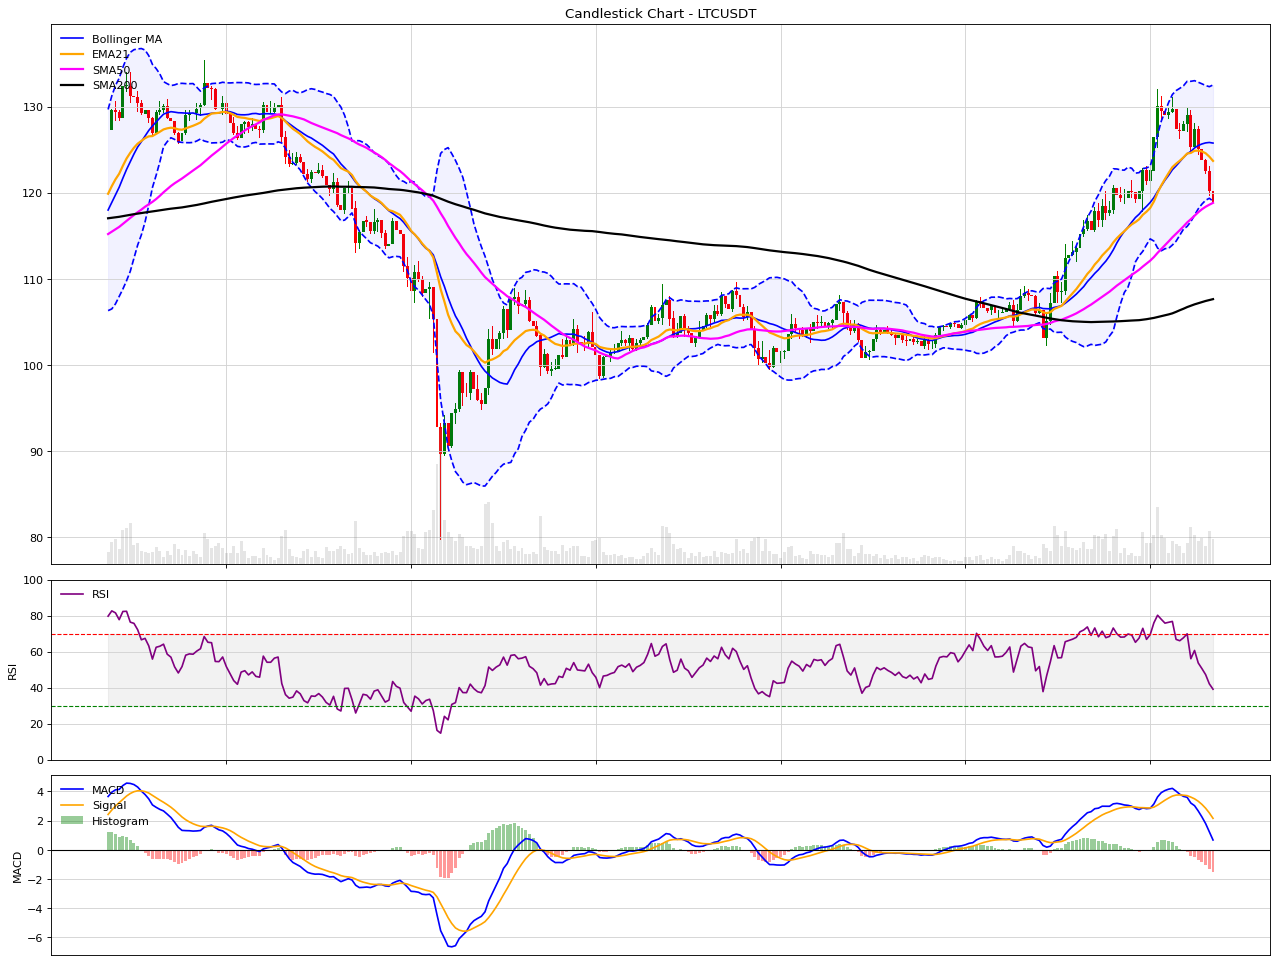 Candlestick Chart - LTCUSDT
Bollinger MA
EMA21
SMA50
SMA200
130
120
110
100
90
80
100
80
60
40
20
0
RSI
RSI
4
2
0
−2
−4
−6
MACD
MACD
Signal
Histogram